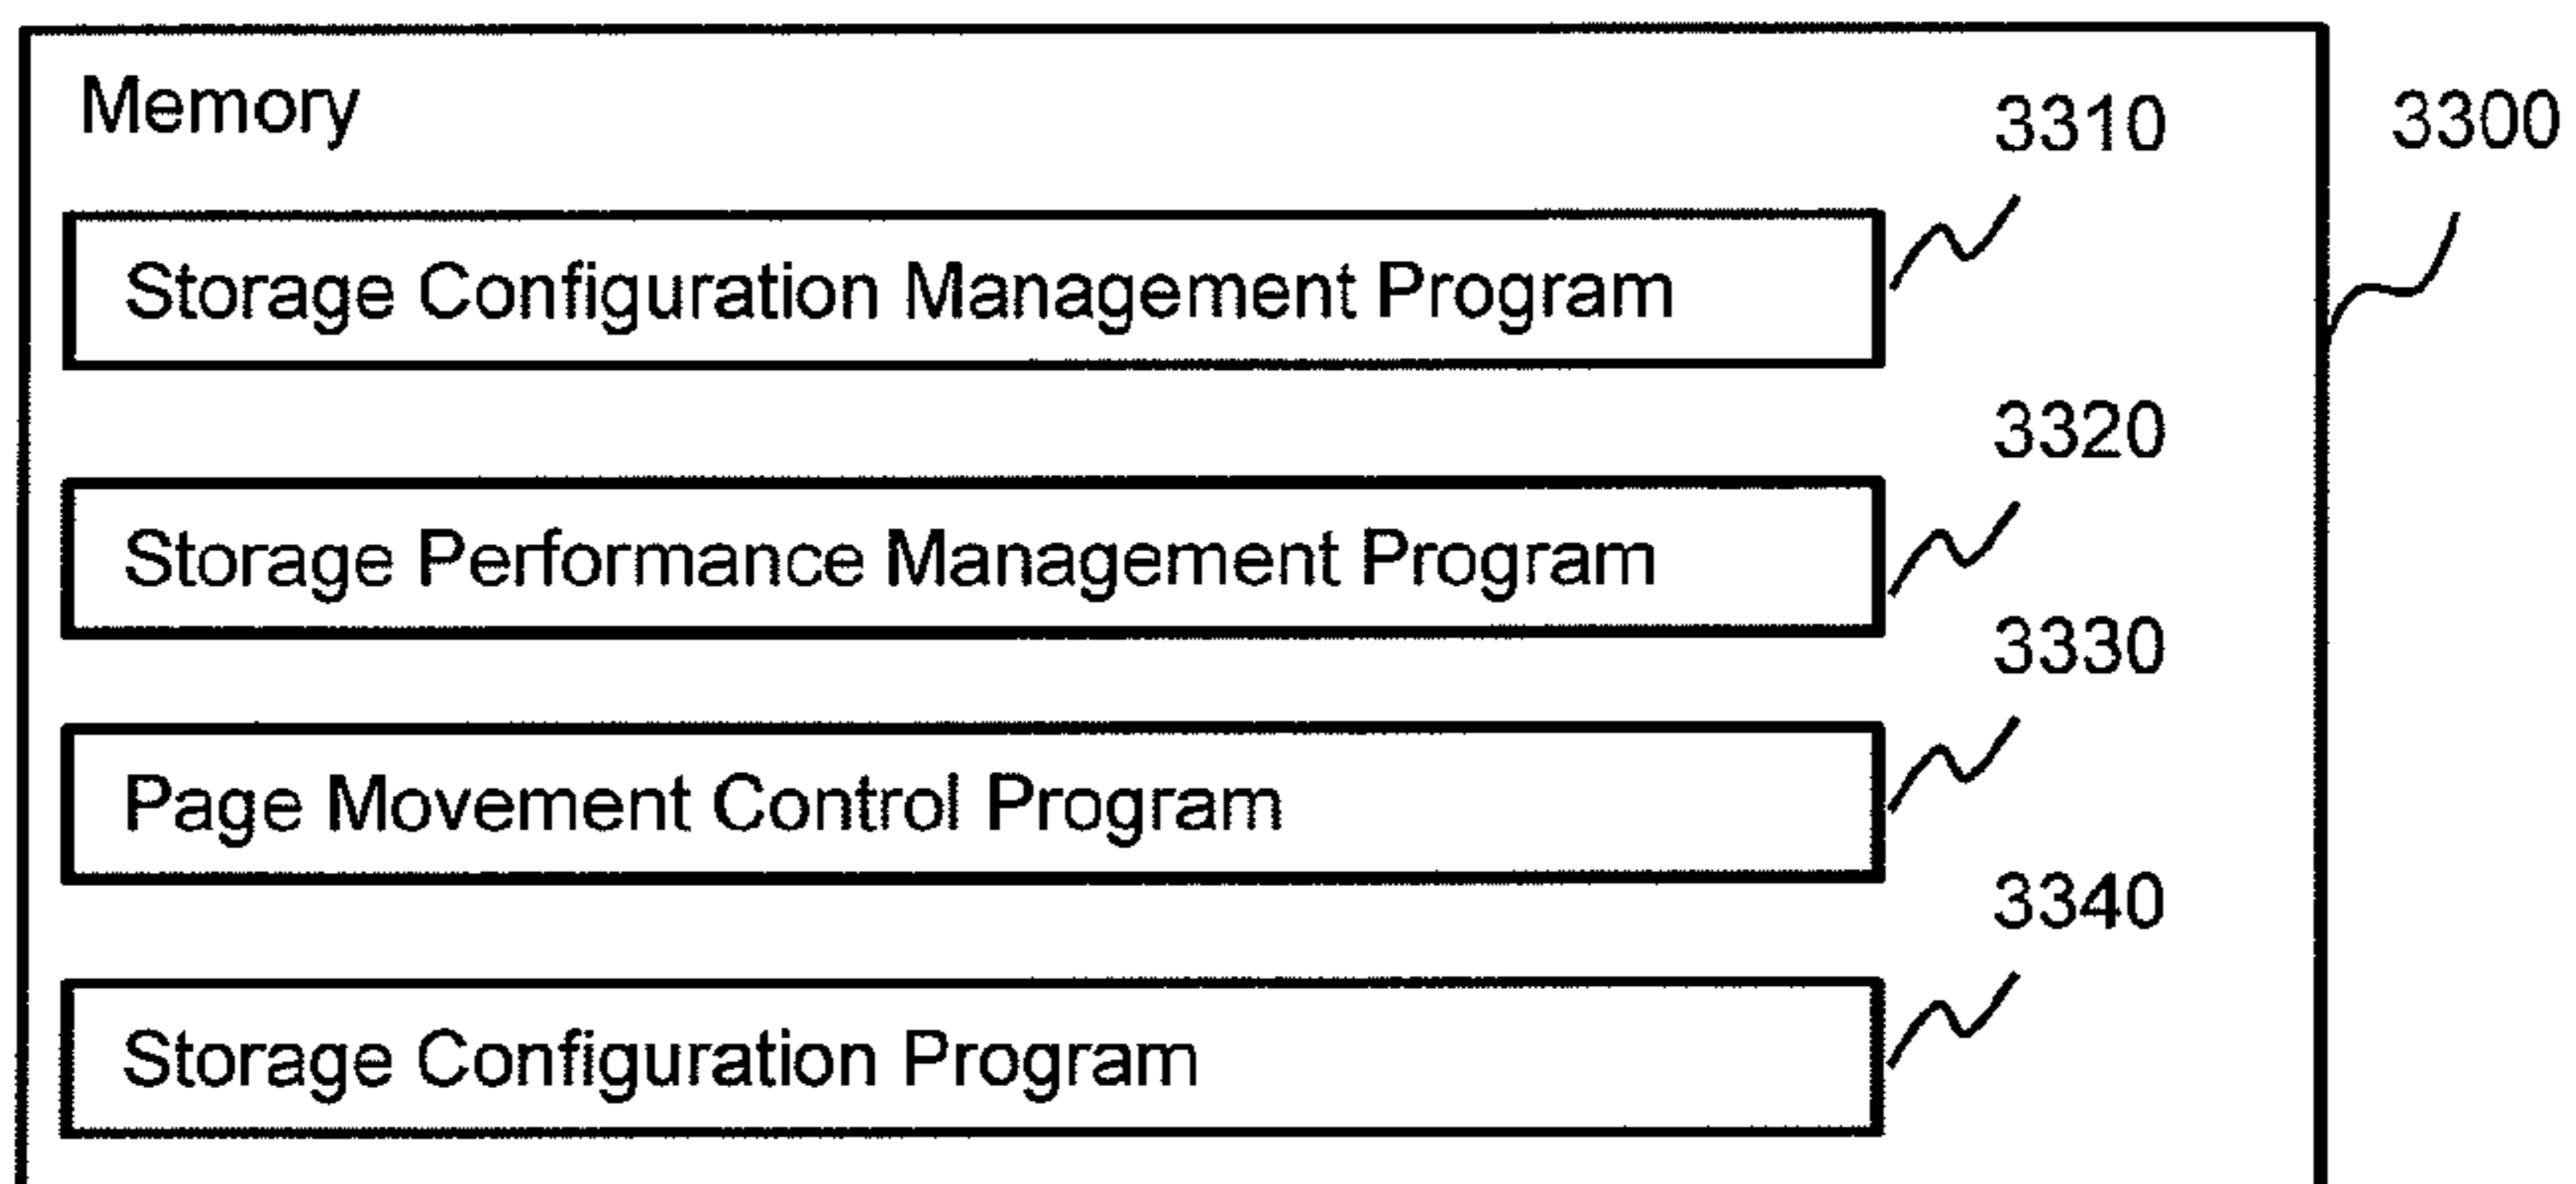 Memory
3310
3300
Storage Configuration Management Program
3320
Storage Performance Management Program
3330
Page Movement Control Program
3340
Storage Configuration Program